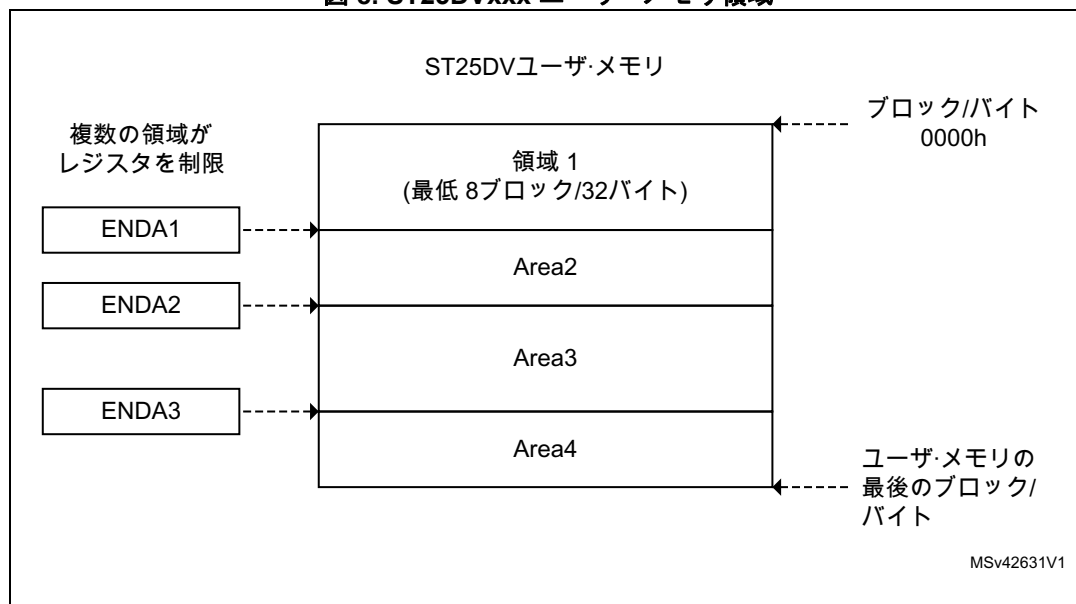 ST25DVユーザ·メモリ
ブロック/バイト
0000h
複数の領域が
レジスタを制限
領域 1
(最低 8ブロック/32バイト)
ENDA1
Area2
ENDA2
Area3
ENDA3
Area4
ユーザ·メモリの
最後のブロック/
バイト
MSv42631V1